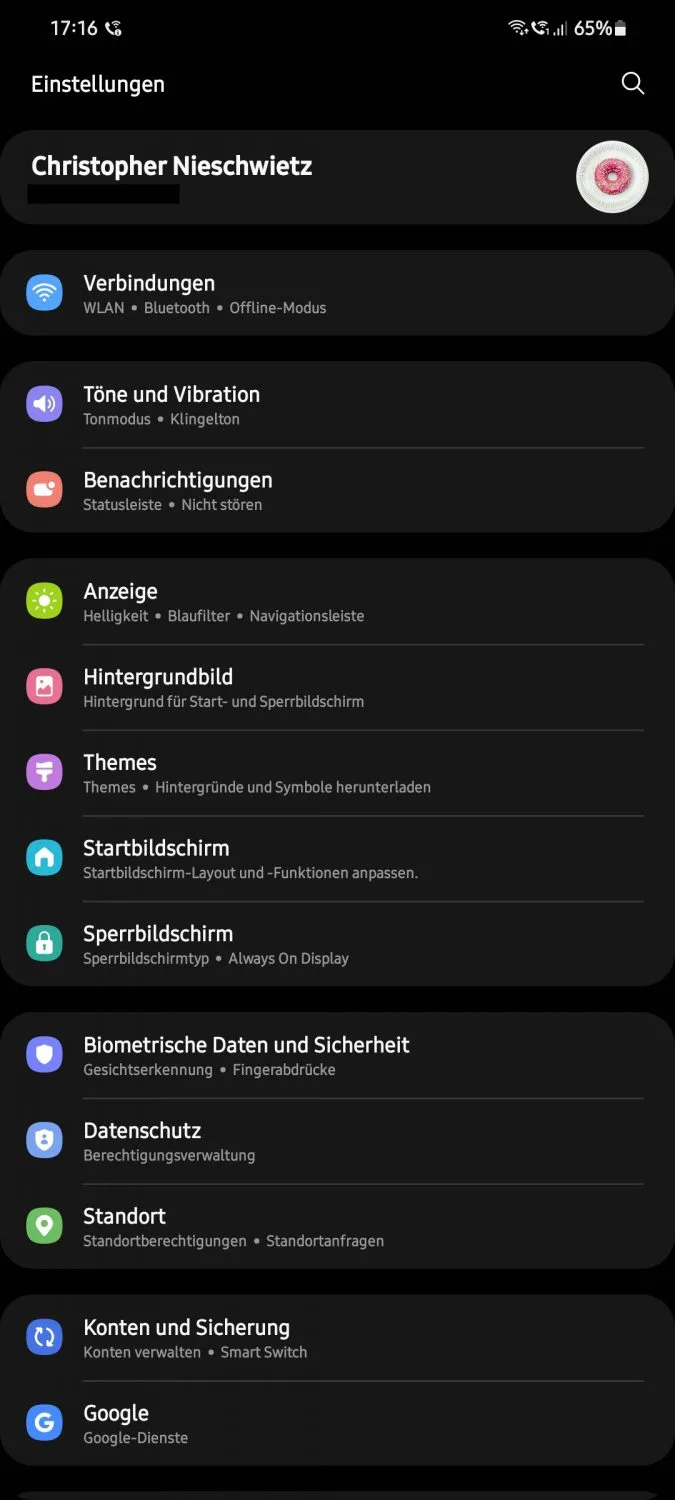 17:16 65%
Einstellungen
Christopher Nieschwietz
Verbindungen
WLAN • Bluetooth • Offline-Modus
Töne und Vibration
Tonmodus • Klingelton
Benachrichtigungen
Statusleiste • Nicht stören
Anzeige
Helligkeit • Blaufilter • Navigationsleiste
Hintergrundbild
Hintergrund für Start- und Sperrbildschirm
Themes
Themes • Hintergründe und Symbole herunterladen
Startbildschirm
Startbildschirm-Layout und -Funktionen anpassen.
Sperrbildschirm
Sperrbildschirmtyp • Always On Display
Biometrische Daten und Sicherheit
Gesichtserkennung • Fingerabdrücke
Datenschutz
Berechtigungsverwaltung
Standort
Standortberechtigungen • Standortanfragen
Konten und Sicherung
Konten verwalten • Smart Switch
Google
Google-Dienste